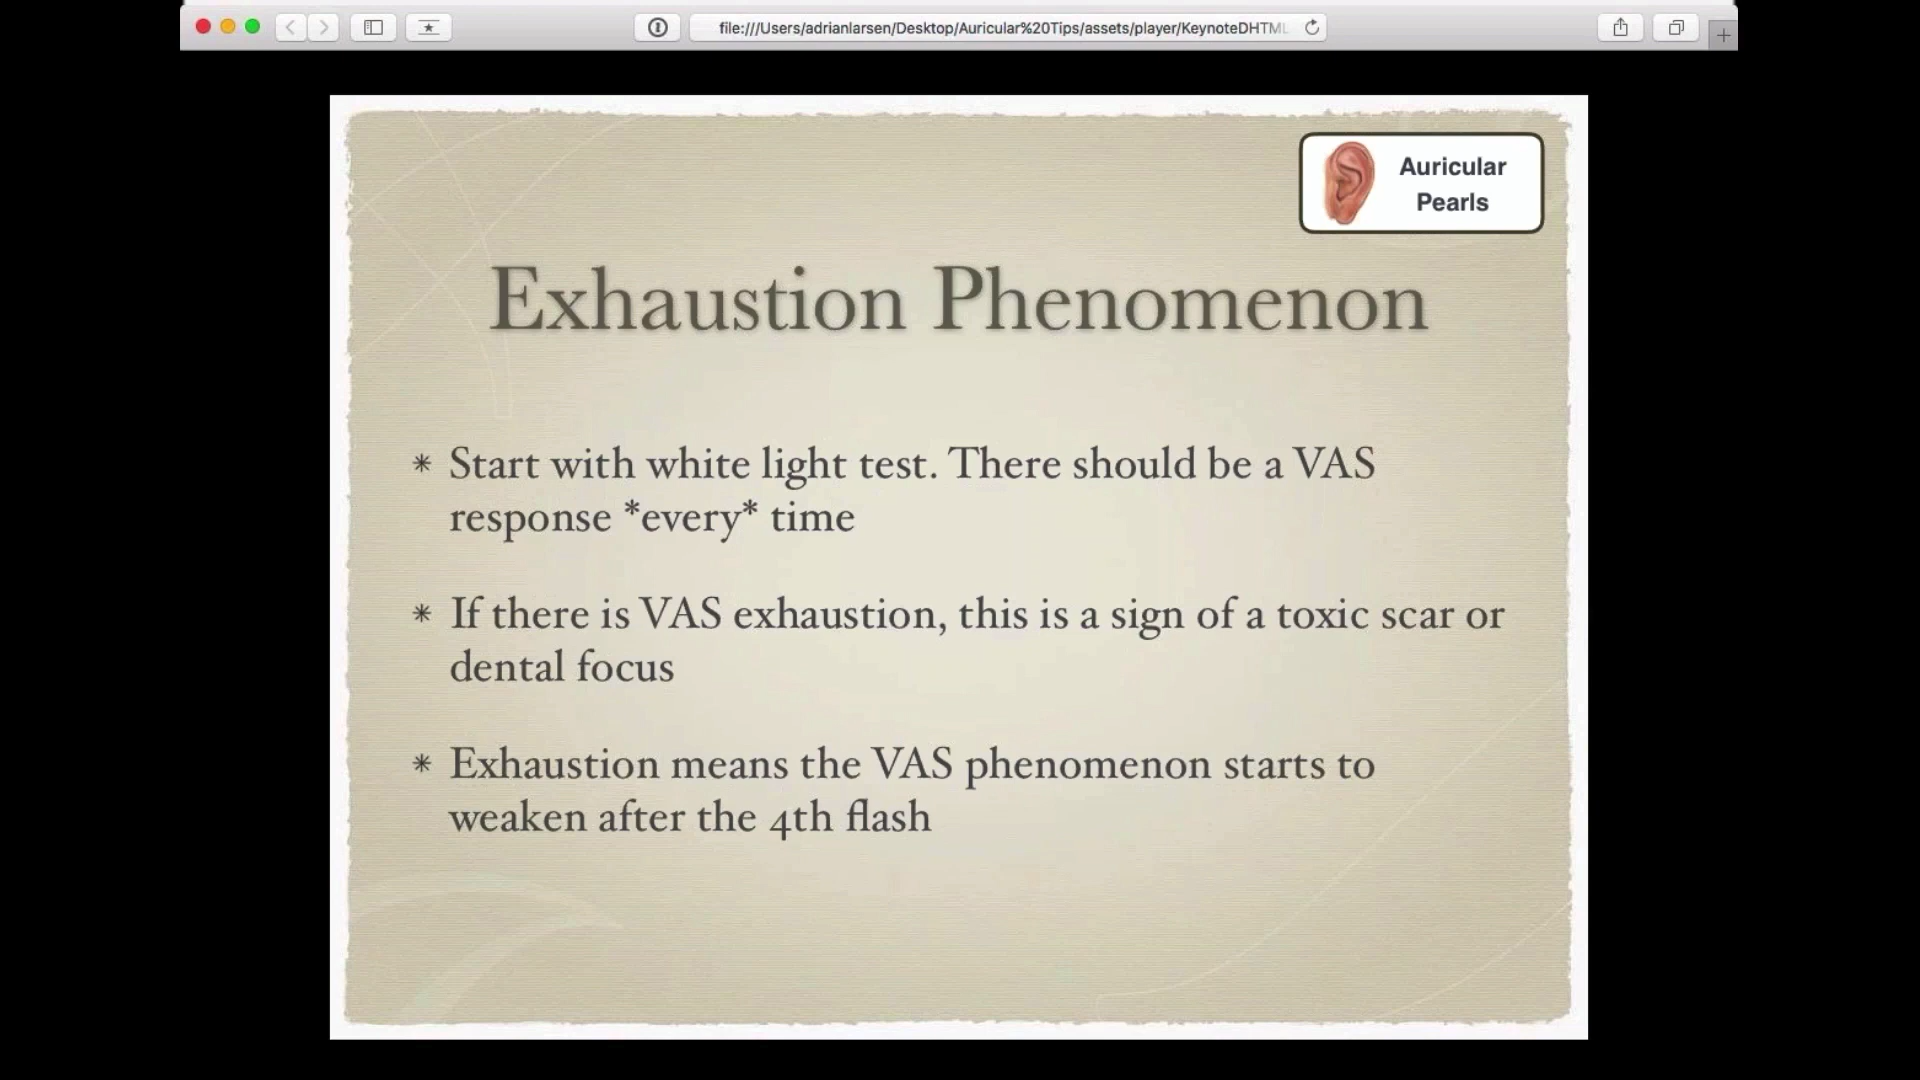 file:///Users/adrianlarsen/Desktop/Auricular%20Tips/assets/player/KeynoteDHTML
Auricular
Pearls
Exhaustion Phenomenon
* Start with white light test. There should be a VAS
response *every* time
* If there is VAS exhaustion, this is a sign of a toxic scar or
dental focus
* Exhaustion means the VAS phenomenon starts to
weaken after the 4th flash